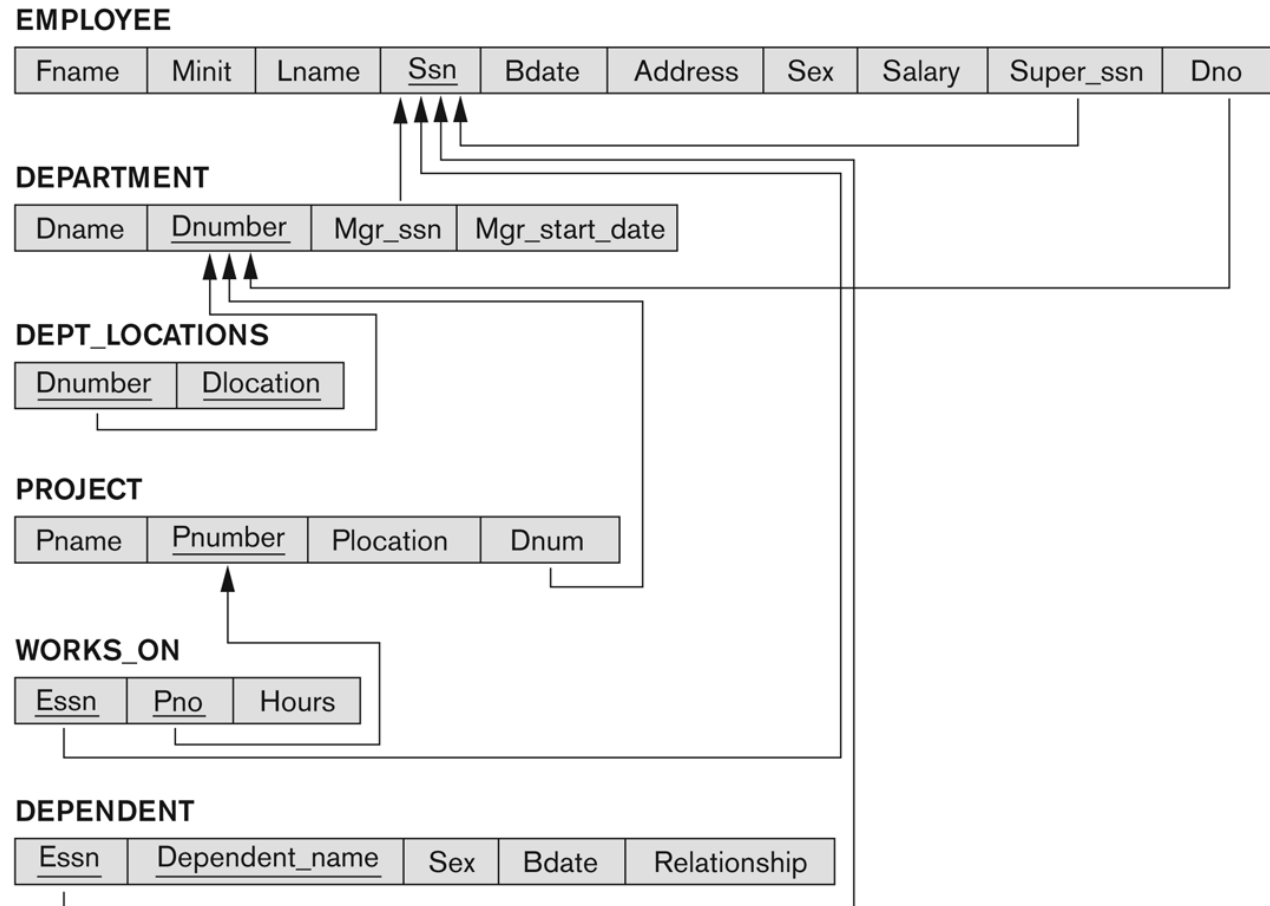 EMPLOYEE
Fname Minit Lname Ssn Bdate Address Sex Salary Super_ssn Dno
DEPARTMENT
Dname Dnumber Mgr_ssn Mgr_start_date
DEPT_LOCATIONS
Dnumber Dlocation
PROJECT
Pname Pnumber Plocation Dnum
WORKS_ON
Essn Pno Hours
DEPENDENT
Essn Dependent_name Sex Bdate Relationship